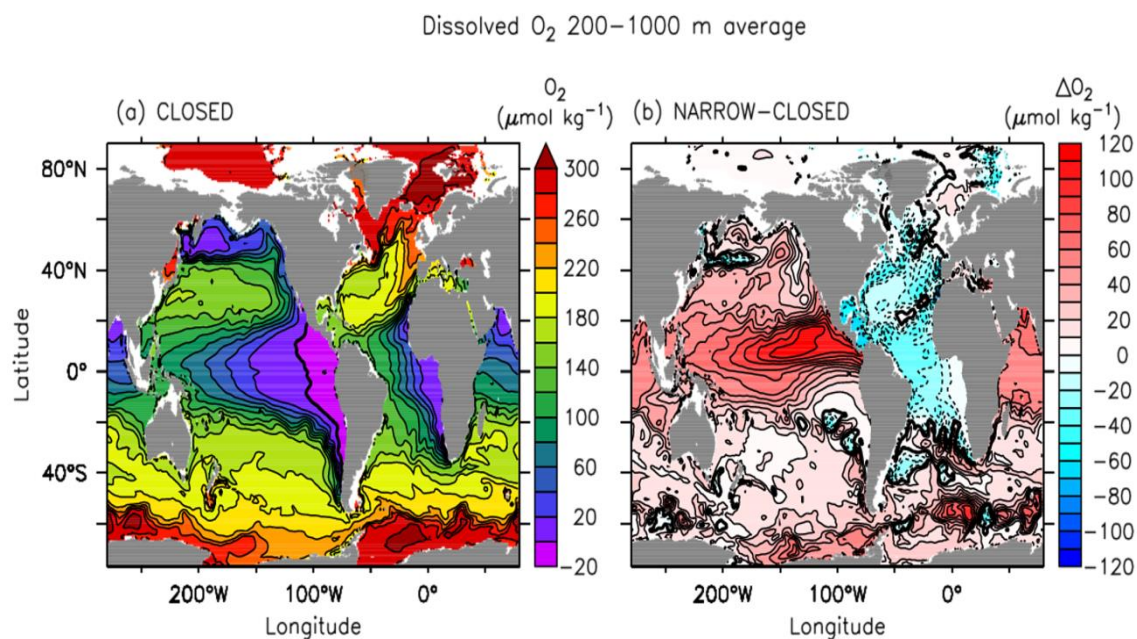 Dissolved O₂ 200−1000 m average
(a) CLOSED
O₂
(μmol kg⁻¹)
80°N
40°N
0°
40°S
Latitude
200°W
100°W
0°
Longitude
300
260
220
180
140
100
60
20
−20
(b) NARROW−CLOSED
ΔO₂
(μmol kg⁻¹)
200°W
100°W
0°
Longitude
120
100
80
60
40
20
0
−20
−40
−60
−80
−100
−120